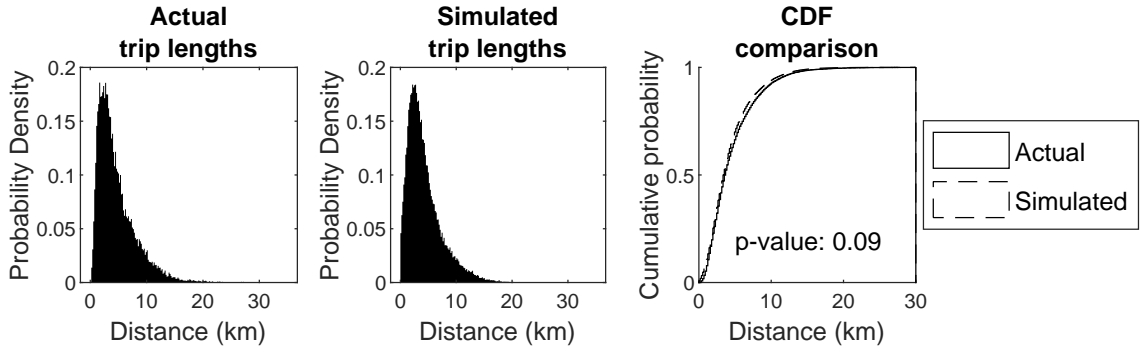 Actual
trip lengths
Probability Density
0.2
0.15
0.1
0.05
0
0 10 20 30
Distance (km)
Simulated
trip lengths
Probability Density
0.2
0.15
0.1
0.05
0
0 10 20 30
Distance (km)
CDF
comparison
Cumulative probability
1
0.5
0
p-value: 0.09
0 10 20 30
Distance (km)
Actual
Simulated